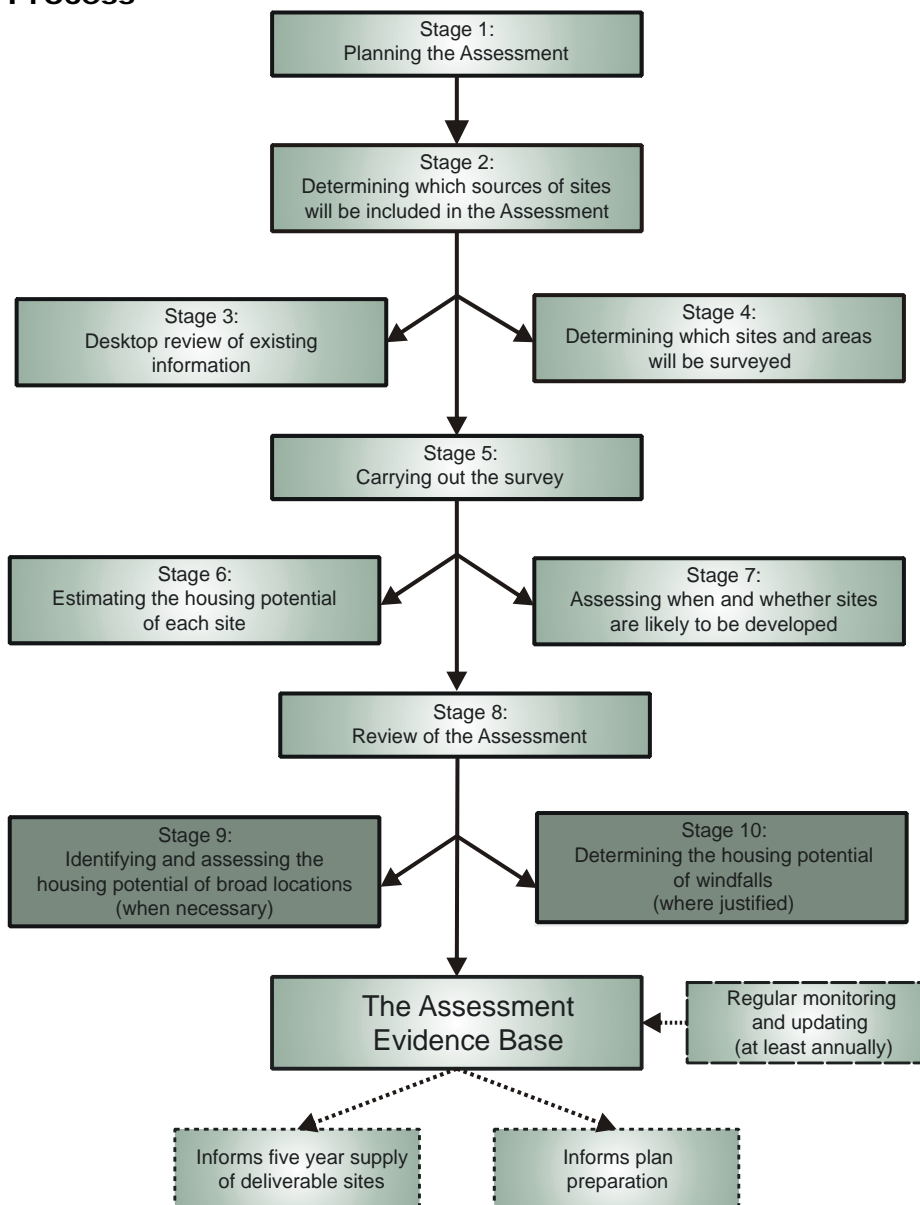 Process
Stage 1:
Planning the Assessment
Stage 2:
Determining which sources of sites
will be included in the Assessment
Stage 3:
Desktop review of existing
information
Stage 4:
Determining which sites and areas
will be surveyed
Stage 5:
Carrying out the survey
Stage 6:
Estimating the housing potential
of each site
Stage 7:
Assessing when and whether sites
are likely to be developed
Stage 8:
Review of the Assessment
Stage 9:
Identifying and assessing the
housing potential of broad locations
(when necessary)
Stage 10:
Determining the housing potential
of windfalls
(where justified)
The Assessment
Evidence Base
Regular monitoring
and updating
(at least annually)
Informs five year supply
of deliverable sites
Informs plan
preparation